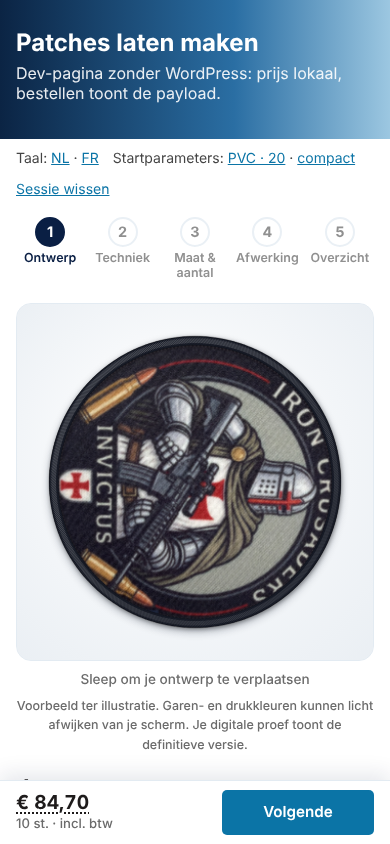 Patches laten maken
Dev-pagina zonder WordPress: prijs lokaal,
bestellen toont de payload.
Taal: NL · FR Startparameters: PVC · 20 · compact
Sessie wissen
1 2 3 4 5
Ontwerp Techniek Maat & aantal Afwerking Overzicht
IRON CRUSADERS
INVICTUS
Sleep om je ontwerp te verplaatsen
Voorbeeld ter illustratie. Garen- en drukkleuren kunnen licht
afwijken van je scherm. Je digitale proof toont de
definitieve versie.
€ 84,70
10 st. · incl. btw
Volgende